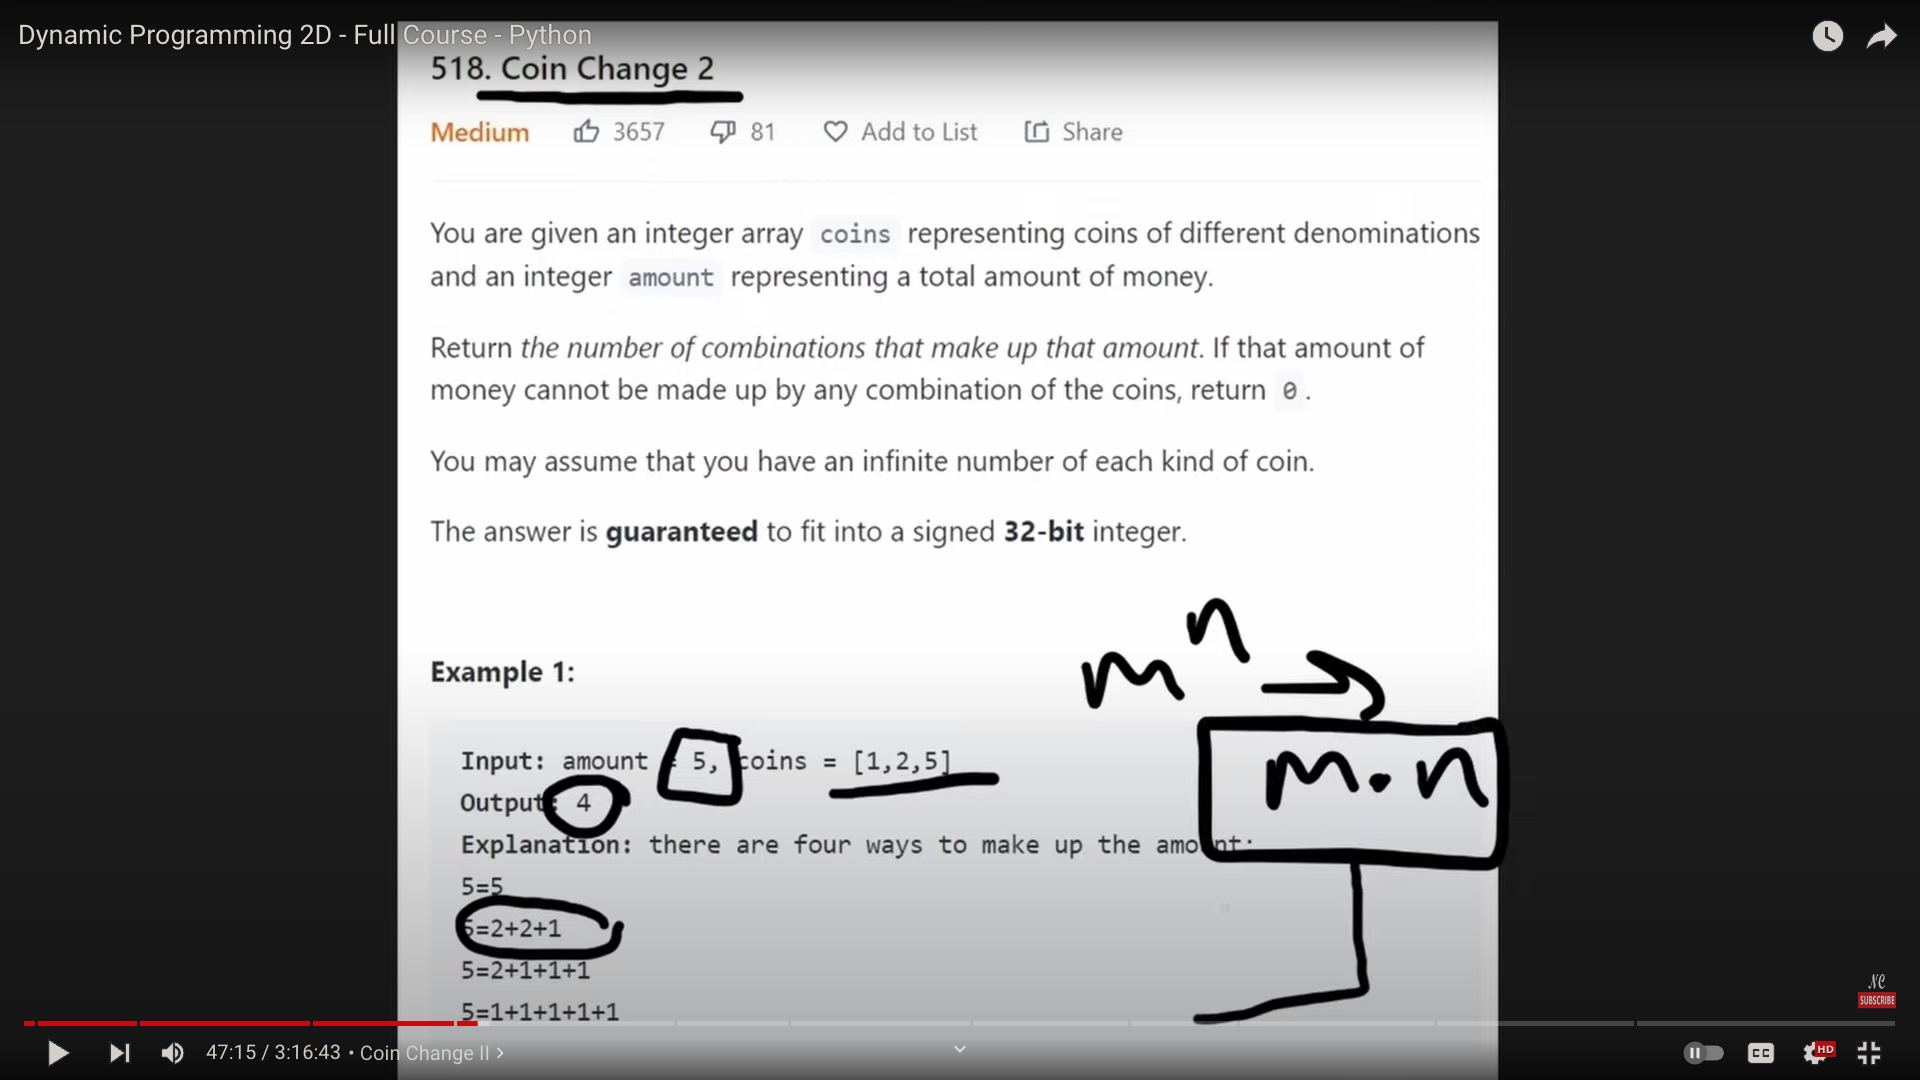 Dynamic Programming 2D - Full Course - Python
518. Coin Change 2
Medium 3657 81 Add to List Share
You are given an integer array coins representing coins of different denominations
and an integer amount representing a total amount of money.
Return the number of combinations that make up that amount. If that amount of
money cannot be made up by any combination of the coins, return 0.
You may assume that you have an infinite number of each kind of coin.
The answer is guaranteed to fit into a signed 32-bit integer.
m^n
Example 1:
m·n
Input: amount = 5, coins = [1,2,5]
Output: 4
Explanation: there are four ways to make up the amount:
5=5
5=2+2+1
5=2+1+1+1
5=1+1+1+1+1
NC
SUBSCRIBE
47:15 / 3:16:43 • Coin Change II >
CC
HD